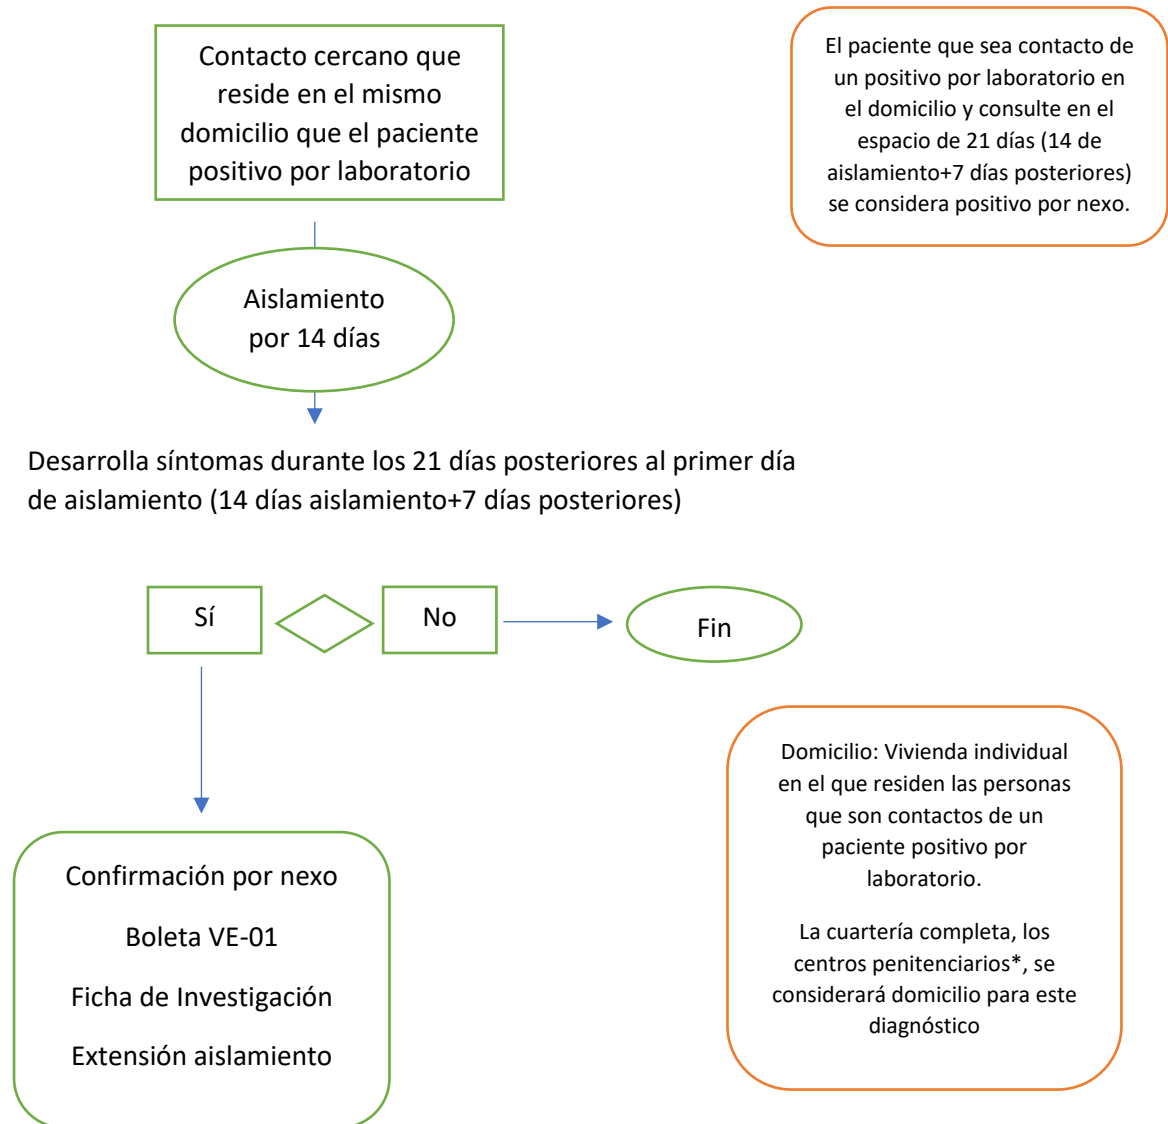 Contacto cercano que
reside en el mismo
domicilio que el paciente
positivo por laboratorio
El paciente que sea contacto de
un positivo por laboratorio en
el domicilio y consulte en el
espacio de 21 días (14 de
aislamiento+7 días posteriores)
se considera positivo por nexo.
Aislamiento
por 14 días
Desarrolla síntomas durante los 21 días posteriores al primer día
de aislamiento (14 días aislamiento+7 días posteriores)
Sí
No
Fin
Confirmación por nexo
Boleta VE-01
Ficha de Investigación
Extensión aislamiento
Domicilio: Vivienda individual
en el que residen las personas
que son contactos de un
paciente positivo por
laboratorio.
La cuartería completa, los
centros penitenciarios*, se
considerará domicilio para este
diagnóstico